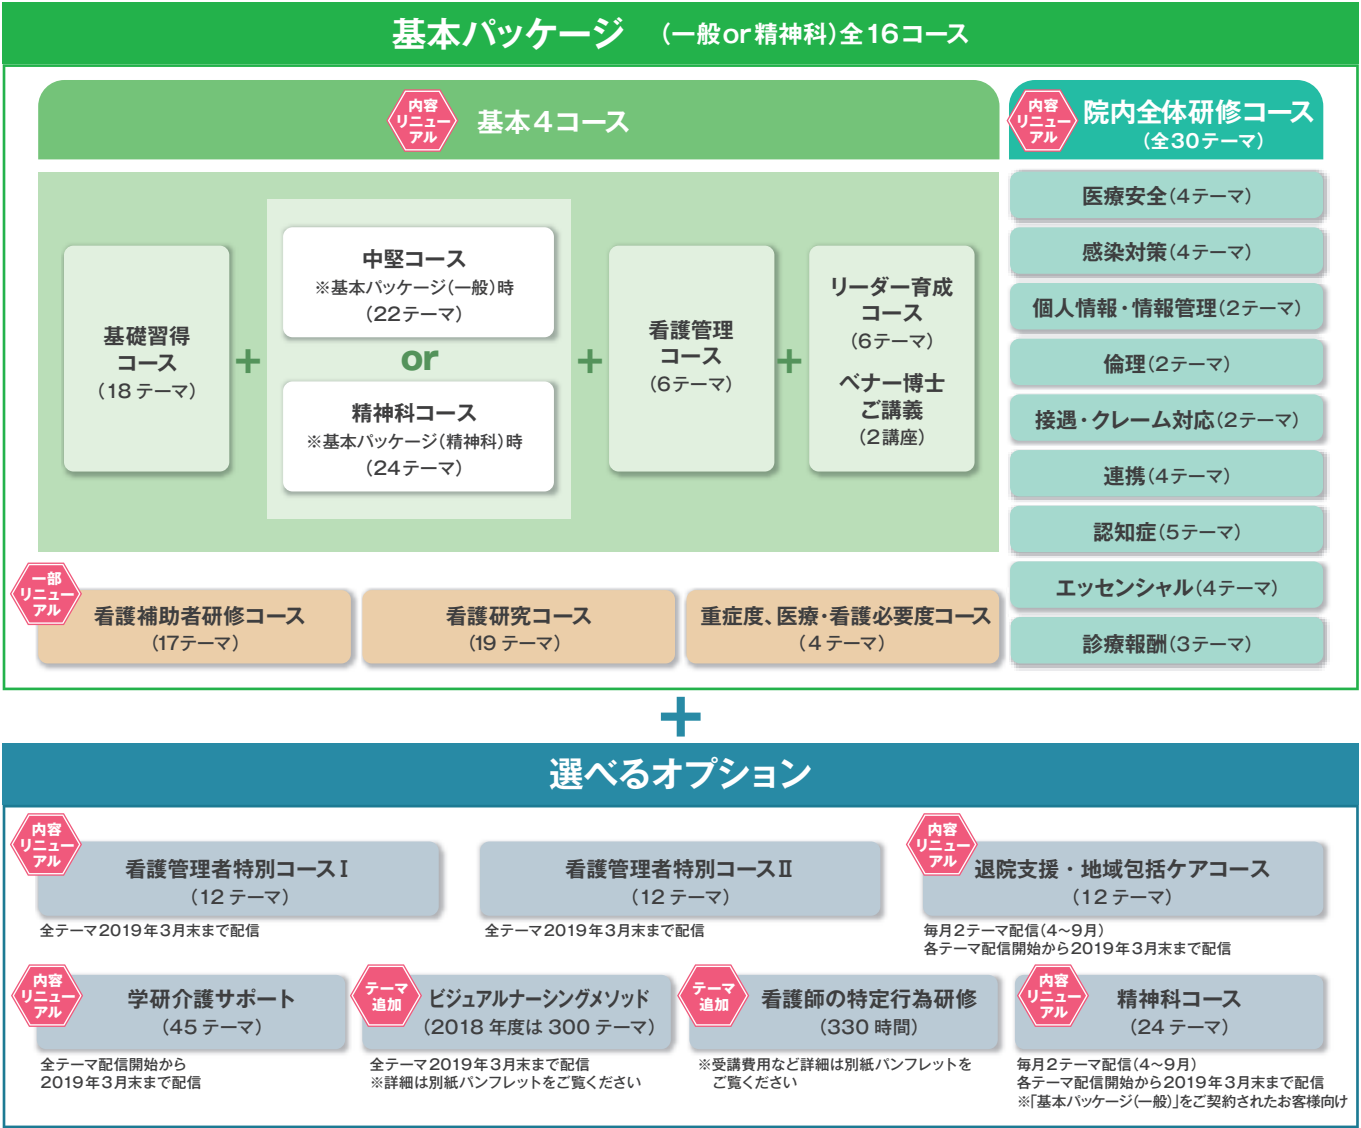 基本パッケージ （一般or精神科）全16コース
内容
リニュー
アル
基本4コース
基礎習得
コース
（18テーマ）
+
中堅コース
※基本パッケージ（一般）時
（22テーマ）
or
精神科コース
※基本パッケージ（精神科）時
（24テーマ）
+
看護管理
コース
（6テーマ）
+
リーダー育成
コース
（6テーマ）
ベナー博士
ご講義
（2講座）
一部
リニュー
アル
看護補助者研修コース
（17テーマ）
看護研究コース
（19テーマ）
重症度、医療・看護必要度コース
（4テーマ）
内容
リニュー
アル
院内全体研修コース
（全30テーマ）
医療安全（4テーマ）
感染対策（4テーマ）
個人情報・情報管理（2テーマ）
倫理（2テーマ）
接遇・クレーム対応（2テーマ）
連携（4テーマ）
認知症（5テーマ）
エッセンシャル（4テーマ）
診療報酬（3テーマ）
+
選べるオプション
内容
リニュー
アル
看護管理者特別コースⅠ
（12テーマ）
全テーマ2019年3月末まで配信
看護管理者特別コースⅡ
（12テーマ）
全テーマ2019年3月末まで配信
内容
リニュー
アル
退院支援・地域包括ケアコース
（12テーマ）
毎月2テーマ配信（4～9月）
各テーマ配信開始から2019年3月末まで配信
内容
リニュー
アル
学研介護サポート
（45テーマ）
全テーマ配信開始から
2019年3月末まで配信
テーマ
追加
ビジュアルナーシングメソッド
（2018年度は300テーマ）
全テーマ2019年3月末まで配信
※詳細は別紙パンフレットをご覧ください
テーマ
追加
看護師の特定行為研修
（330時間）
※受講費用など詳細は別紙パンフレットを
ご覧ください
内容
リニュー
アル
精神科コース
（24テーマ）
毎月2テーマ配信（4～9月）
各テーマ配信開始から2019年3月末まで配信
※「基本パッケージ（一般）」をご契約されたお客様向け